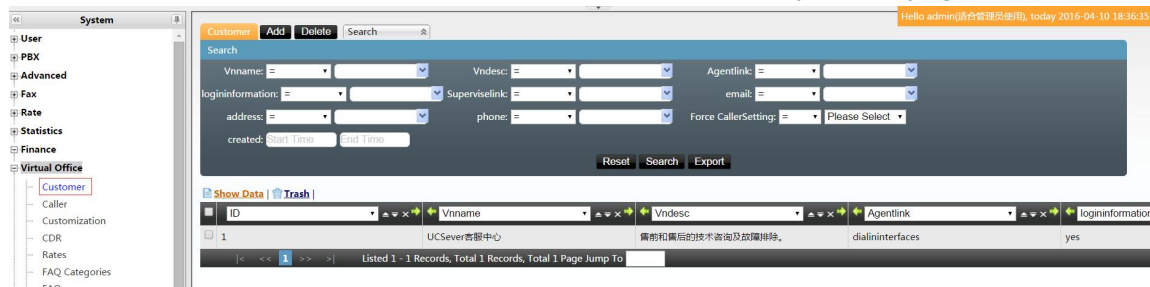 Hello admin(适合管理员使用), today 2016-04-10 18:36:35
System
User
PBX
Advanced
Fax
Rate
Statistics
Finance
Virtual Office
Customer
Caller
Customization
CDR
Rates
FAQ Categories
Customer Add Delete Search
Search
Vnname: = Vndesc: = Agentlink: =
logininformation: = Superviselink: = email: =
address: = phone: = Force CallerSetting: = Please Select
created: Start Time End Time
Reset Search Export
Show Data | Trash |
ID Vnname Vndesc Agentlink logininformation
1 UCSever客服中心 售前和售后的技术咨询及故障排除。 dialininterfaces yes
|< << 1 >> >| Listed 1 - 1 Records, Total 1 Records, Total 1 Page Jump To